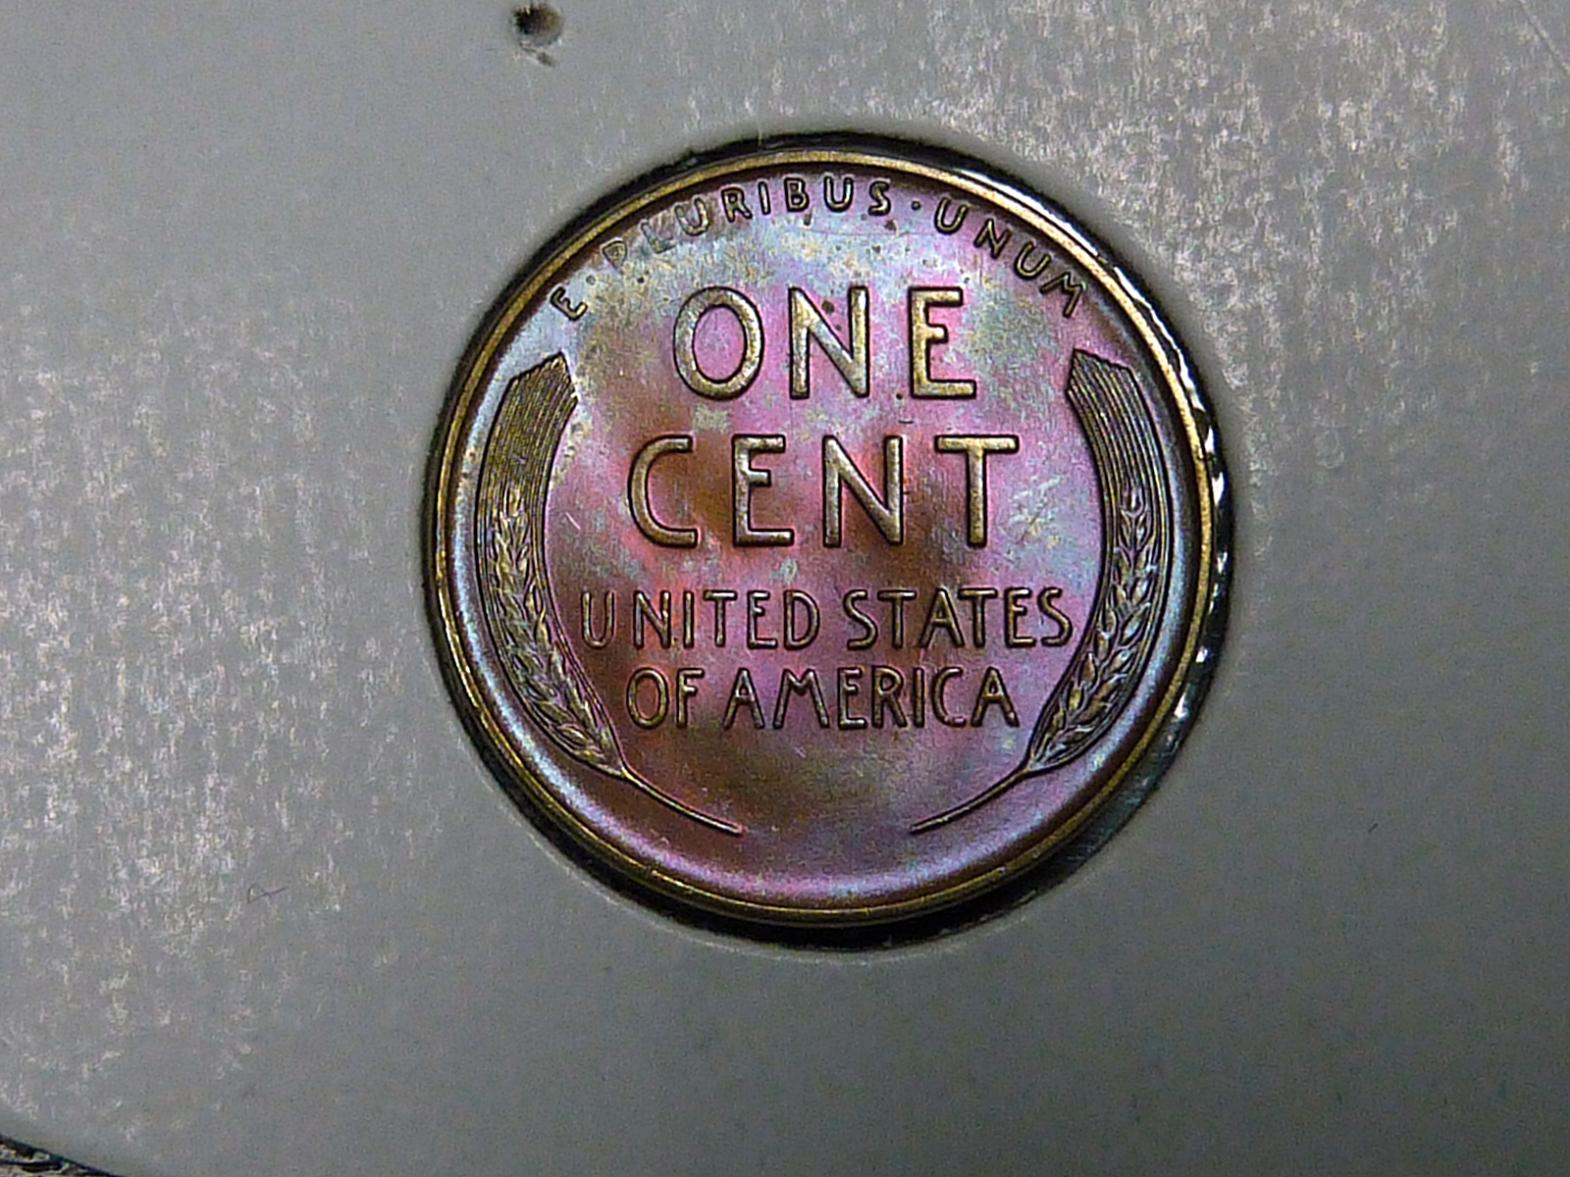 E·PLURIBUS·UNUM
ONE
CENT
UNITED STATES
OF AMERICA